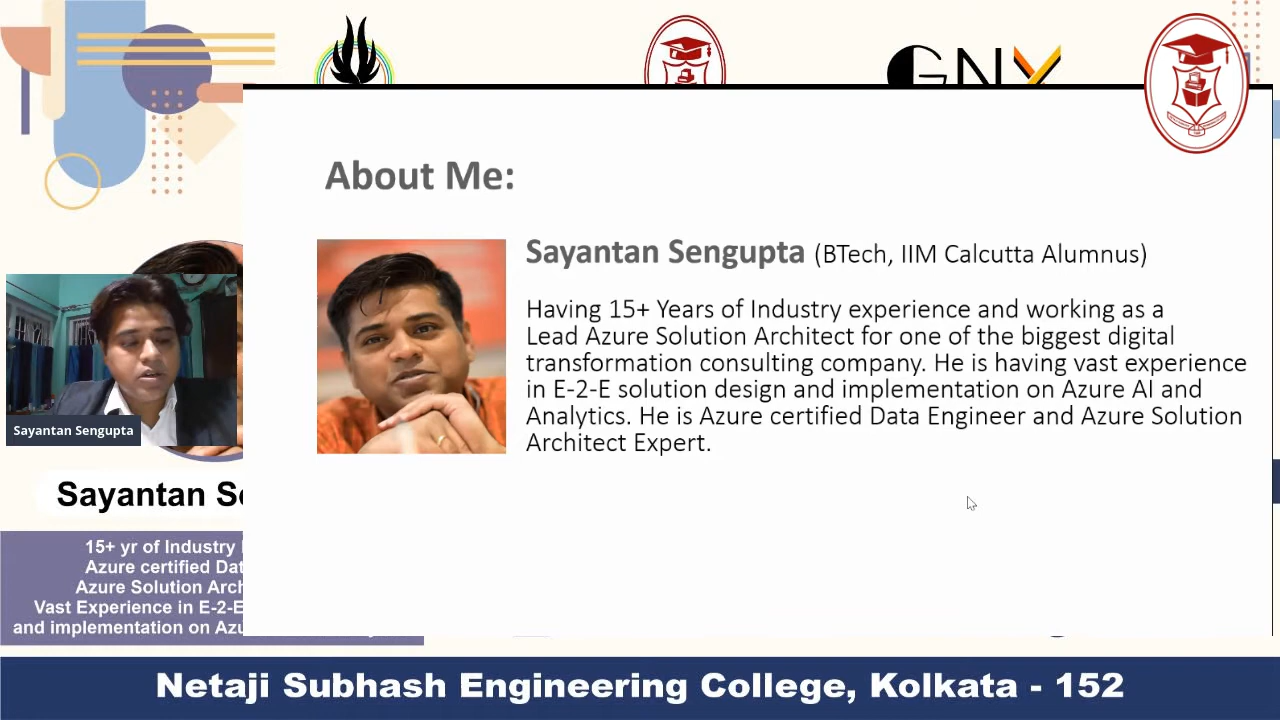 GNY
About Me:
Sayantan Sengupta (BTech, IIM Calcutta Alumnus)
Having 15+ Years of Industry experience and working as a
Lead Azure Solution Architect for one of the biggest digital
transformation consulting company. He is having vast experience
in E-2-E solution design and implementation on Azure AI and
Analytics. He is Azure certified Data Engineer and Azure Solution
Architect Expert.
Sayantan Sengupta
Sayantan Se
15+ yr of Industry
Azure certified Dat
Azure Solution Arch
Vast Experience in E-2-E
and implementation on Azu
Netaji Subhash Engineering College, Kolkata - 152